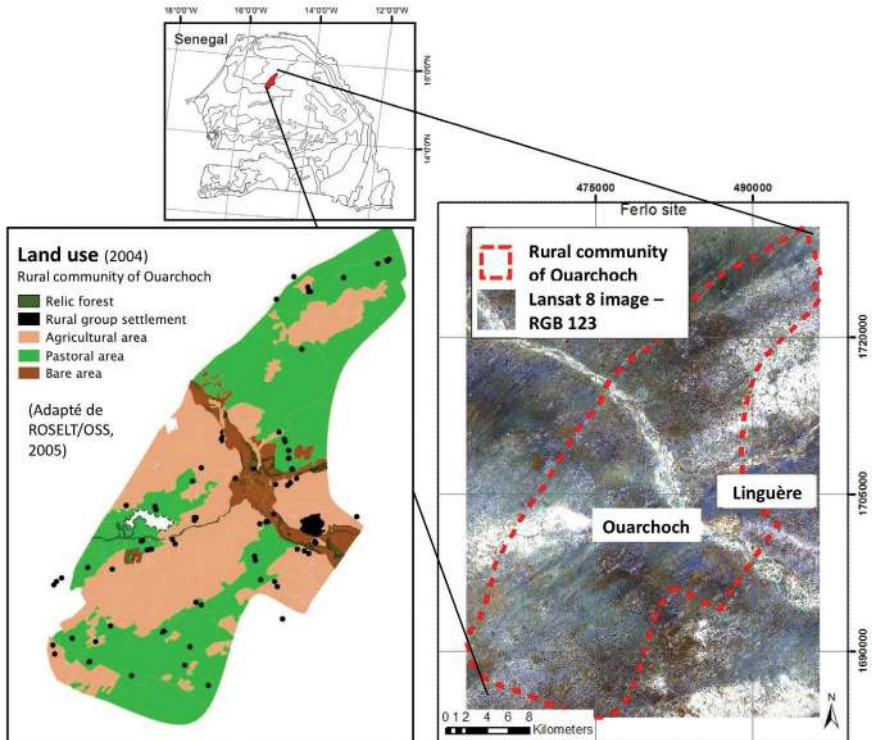 18°0'0"W 16°0'0"W 14°0'0"W 12°0'0"W
Senegal
16°0'0"N
14°0'0"N
Land use (2004)
Rural community of Ouarchoch
Relic forest
Rural group settlement
Agricultural area
Pastoral area
Bare area
(Adapté de
ROSELT/OSS,
2005)
475000 490000
Ferlo site
Rural community
of Ouarchoch
Lansat 8 image –
RGB 123
1720000
1705000
1690000
Linguère
Ouarchoch
0 1 2 4 6 8
Kilometers
N